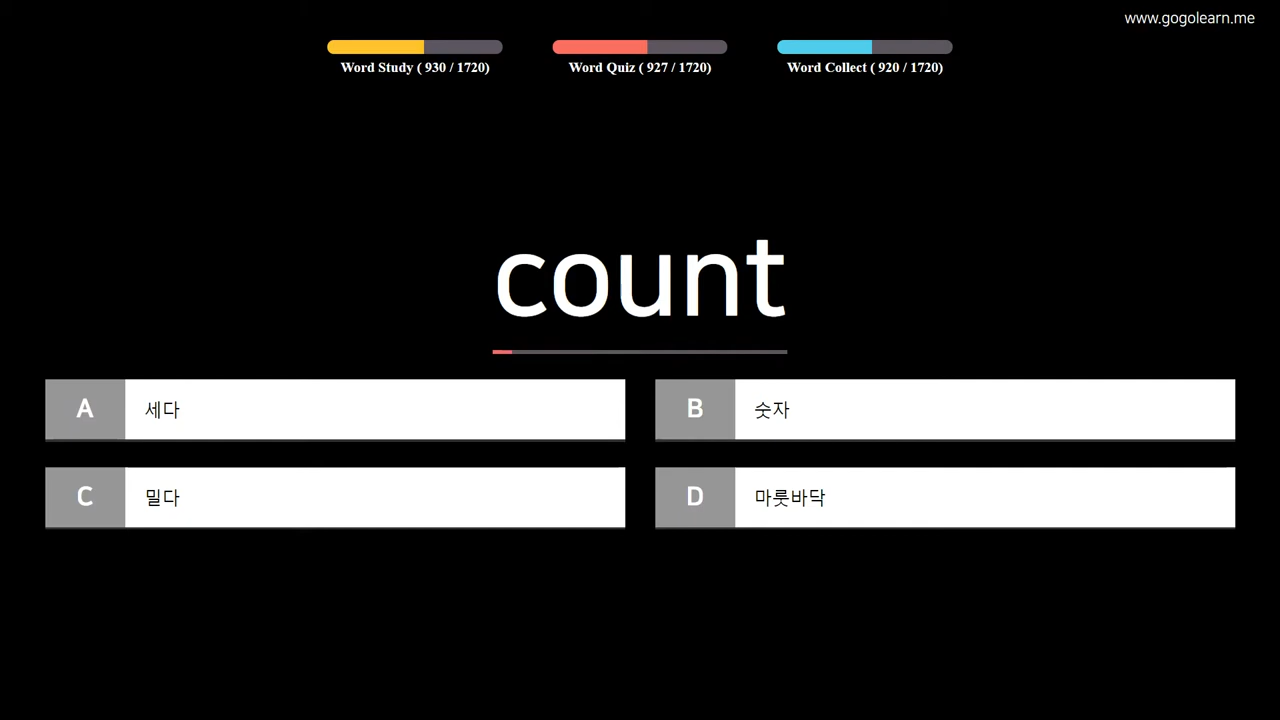 www.gogolearn.me
Word Study ( 930 / 1720)
Word Quiz ( 927 / 1720)
Word Collect ( 920 / 1720)
count
A 세다
B 숫자
C 밀다
D 마룻바닥